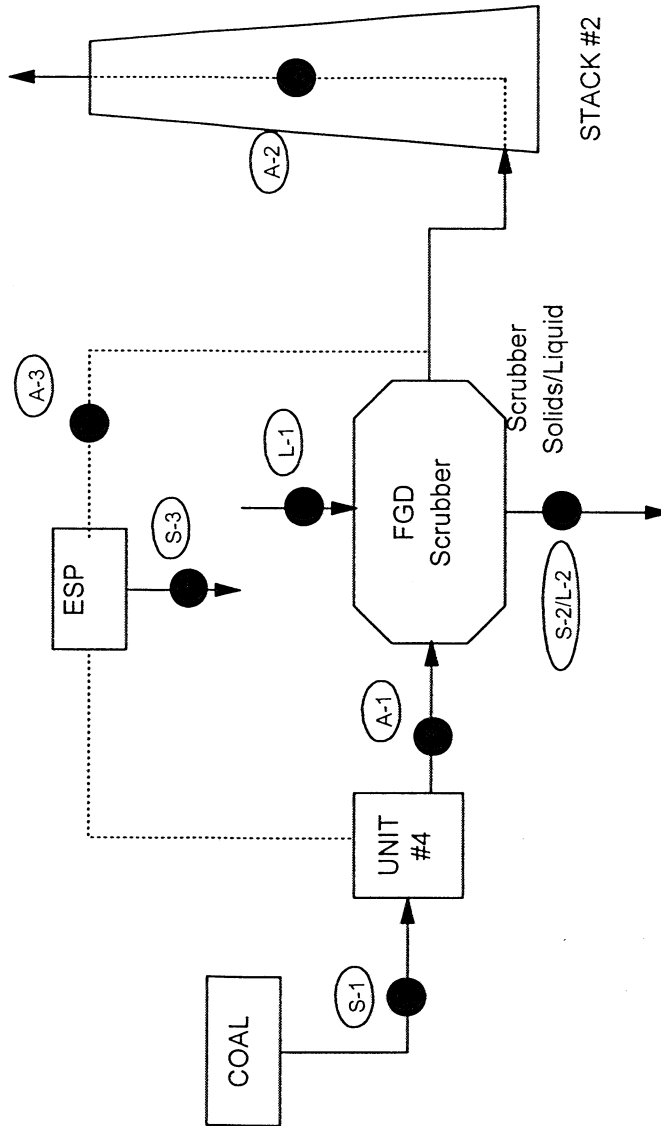 COAL
S-1
UNIT
#4
A-1
ESP
S-3
A-3
L-1
FGD
Scrubber
S-2/L-2
Scrubber
Solids/Liquid
A-2
STACK #2